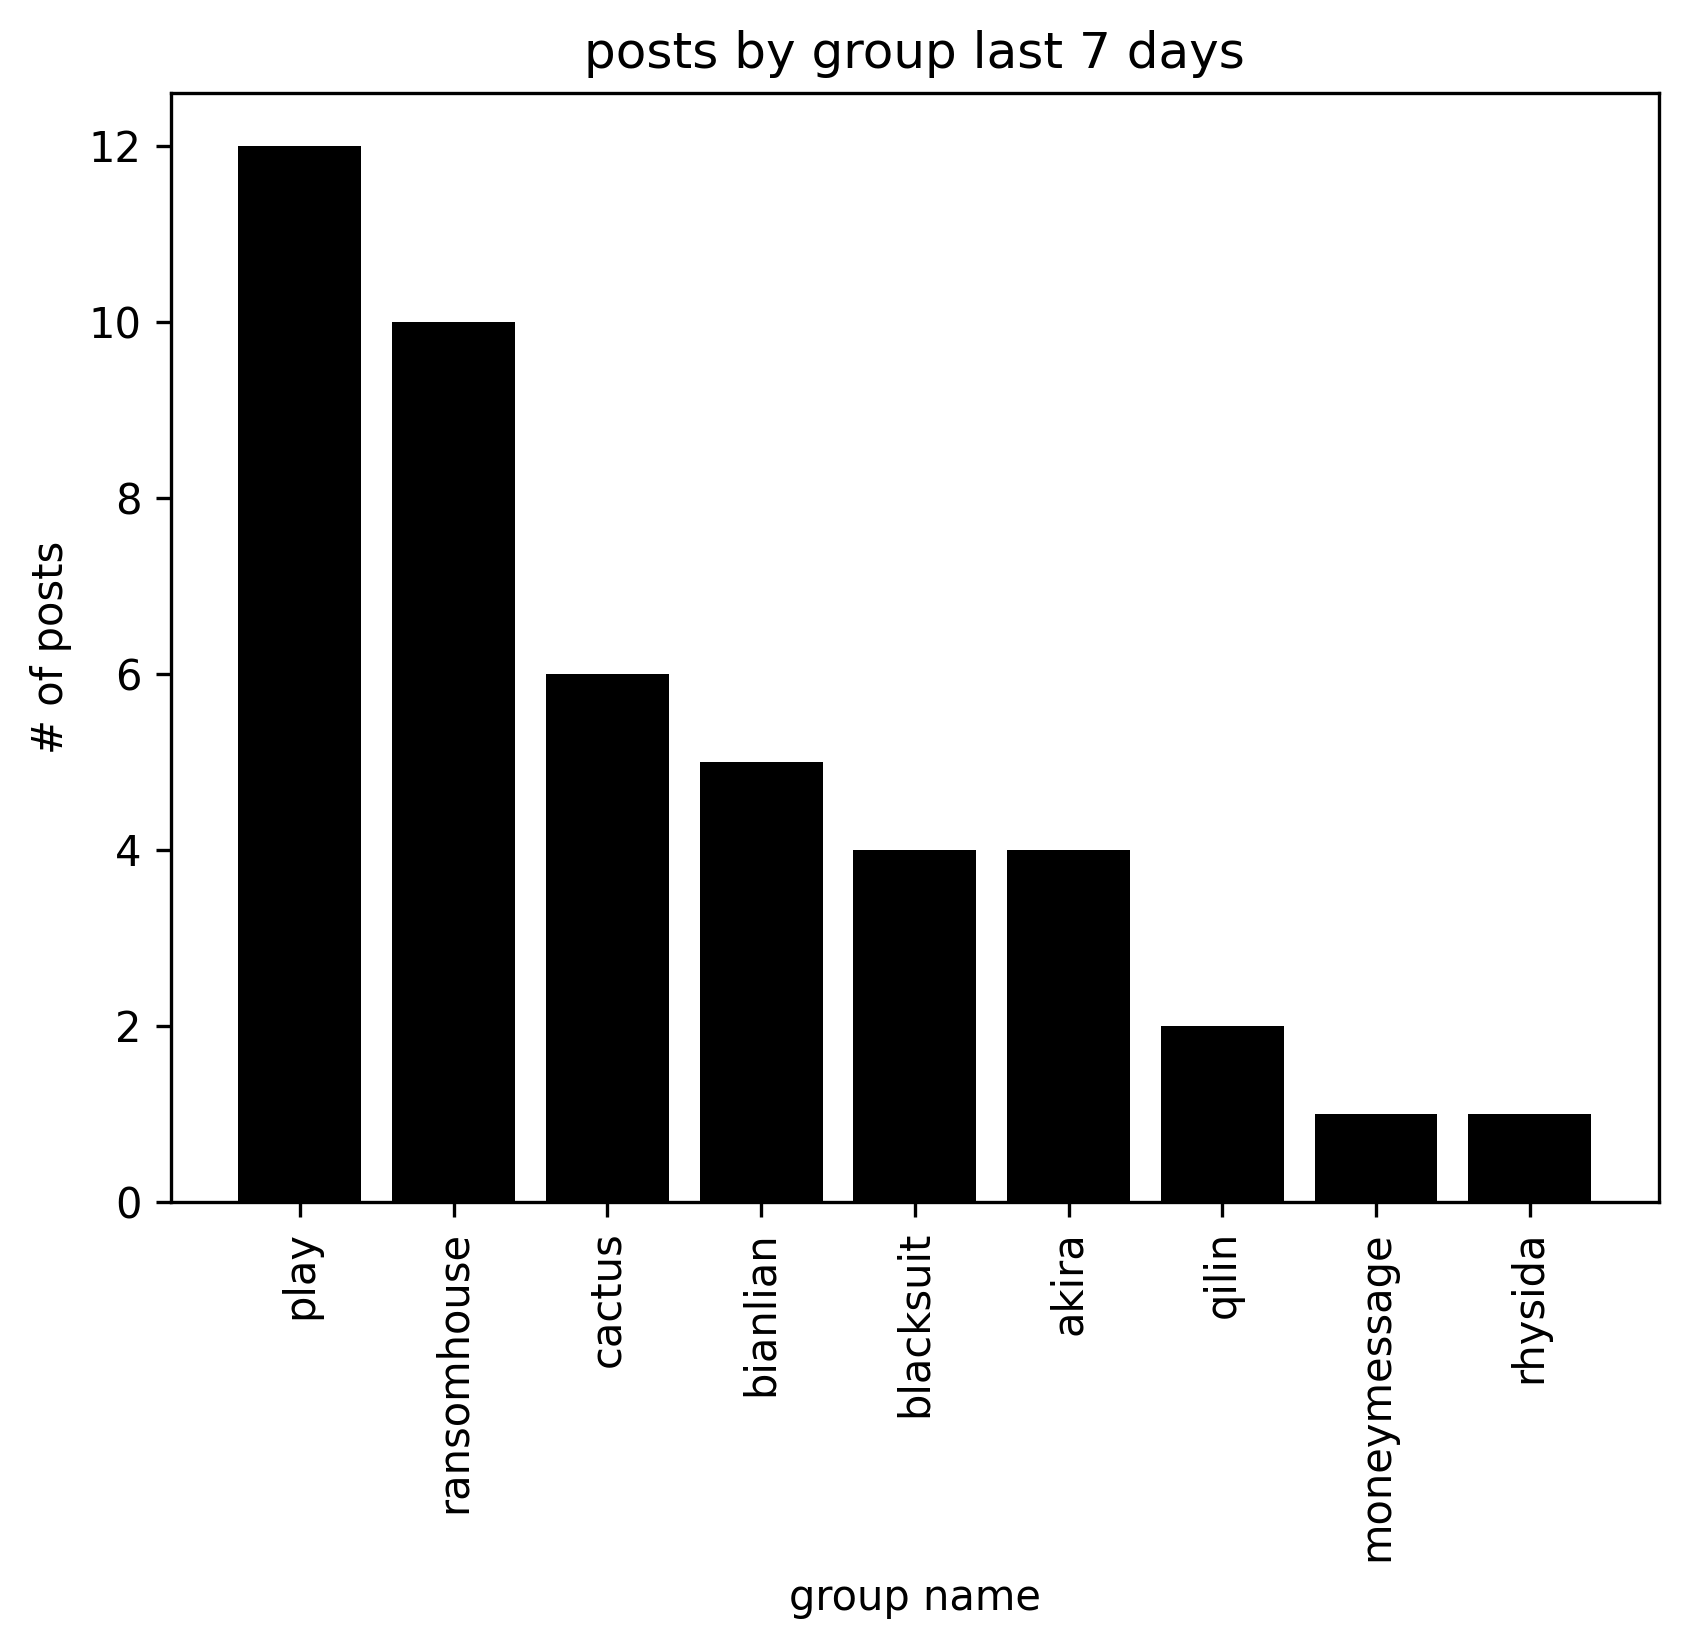 posts by group last 7 days
12
10
8
6
4
2
0
# of posts
play
ransomhouse
cactus
bianlian
blacksuit
akira
qilin
moneymessage
rhysida
group name